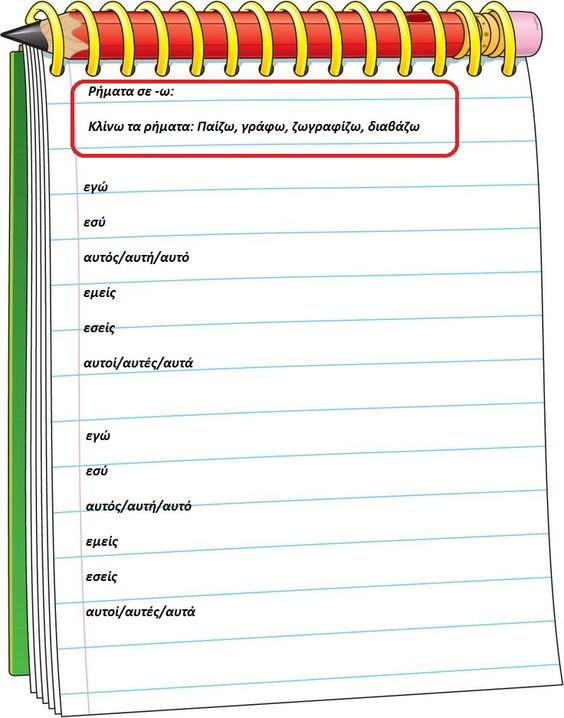 Ρήματα σε -ω:
Κλίνω τα ρήματα: Παίζω, γράφω, ζωγραφίζω, διαβάζω
εγώ
εσύ
αυτός/αυτή/αυτό
εμείς
εσείς
αυτοί/αυτές/αυτά
εγώ
εσύ
αυτός/αυτή/αυτό
εμείς
εσείς
αυτοί/αυτές/αυτά